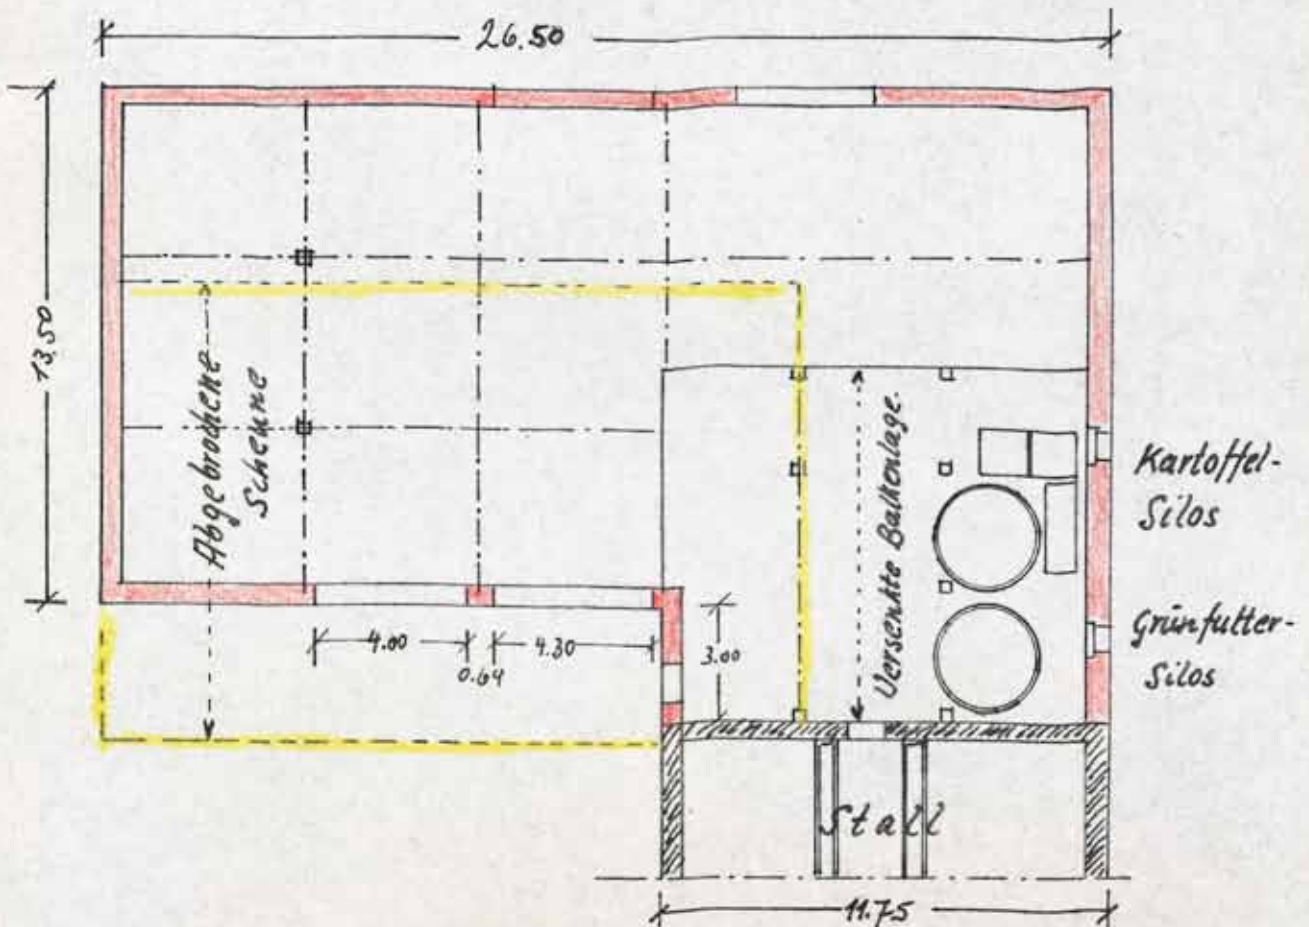 26.50
13.50
Abgebrochene
Scheune
Versenkte Balkenlage.
Kartoffel-
Silos
4.00
0.64
4.30
3.00
Grünfutter-
Silos
Stall
11.75